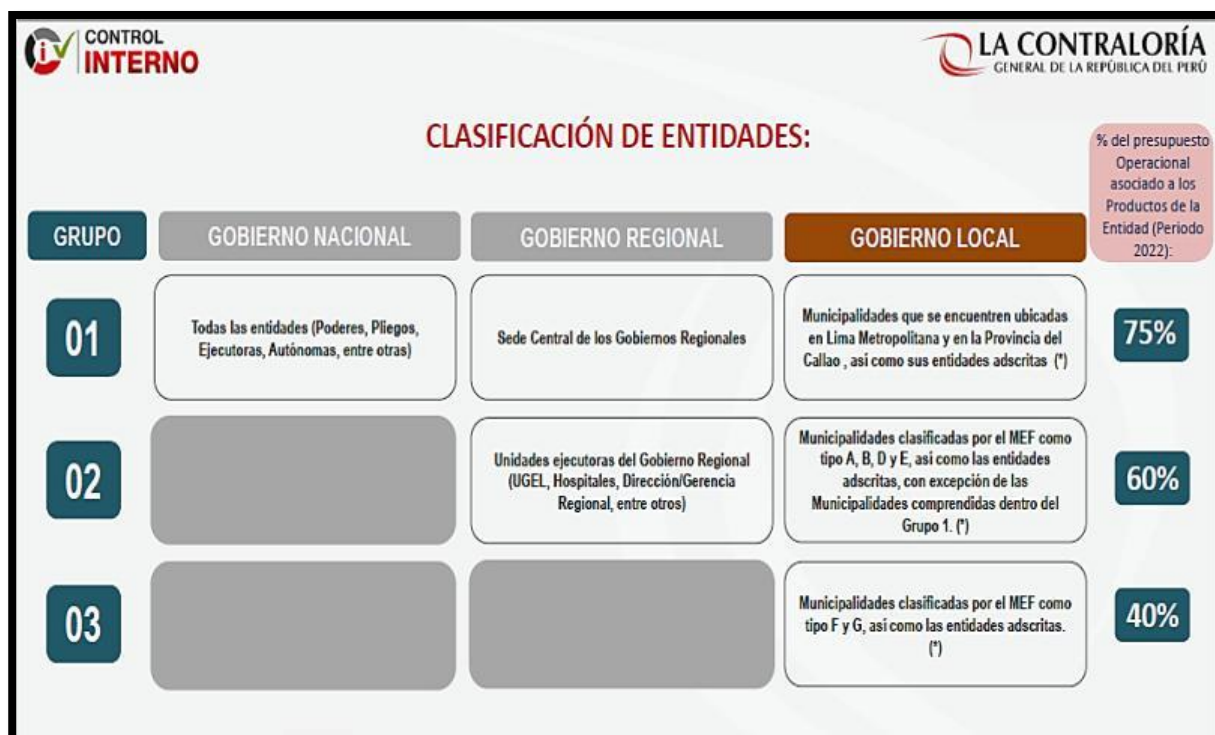 CONTROL
INTERNO
LA CONTRALORÍA
GENERAL DE LA REPÚBLICA DEL PERÚ
CLASIFICACIÓN DE ENTIDADES:
% del presupuesto
Operacional
asociado a los
Productos de la
Entidad (Periodo
2022):
GRUPO
GOBIERNO NACIONAL
GOBIERNO REGIONAL
GOBIERNO LOCAL
01
Todas las entidades (Poderes, Pliegos,
Ejecutoras, Autónomas, entre otras)
Sede Central de los Gobiernos Regionales
Municipalidades que se encuentren ubicadas
en Lima Metropolitana y en la Provincia del
Callao , asi como sus entidades adscritas (*)
75%
02
Unidades ejecutoras del Gobierno Regional
(UGEL, Hospitales, Dirección/Gerencia
Regional, entre otros)
Municipalidades clasificadas por el MEF como
tipo A, B, D y E, asi como las entidades
adscritas, con excepción de las
Municipalidades comprendidas dentro del
Grupo 1. (*)
60%
03
Municipalidades clasificadas por el MEF como
tipo F y G, asi como las entidades adscritas.
(*)
40%